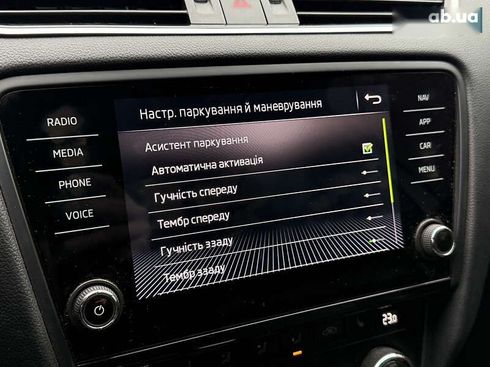 ab.ua
RADIO
MEDIA
PHONE
VOICE
Настр. паркування й маневрування
Асистент паркування
Автоматична активація
Гучність спереду
Тембр спереду
Гучність ззаду
Тембр ззаду
NAV
APP
CAR
MENU
23.0